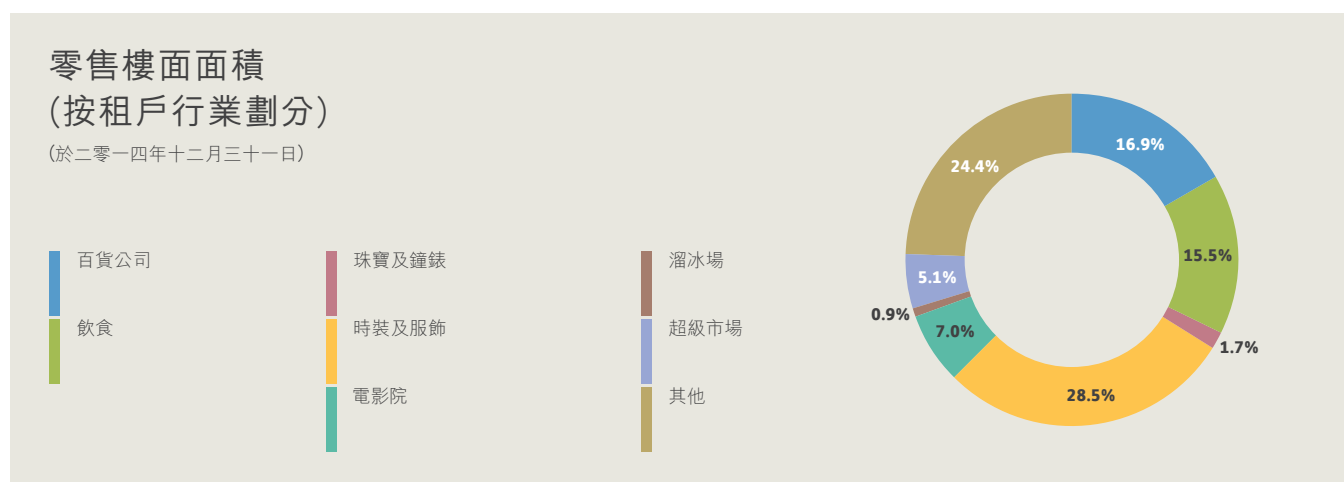 零售樓面面積
(按租戶行業劃分)
(於二零一四年十二月三十一日)
百貨公司
飲食
珠寶及鐘錶
時裝及服飾
電影院
溜冰場
超級市場
其他
16.9%
15.5%
1.7%
28.5%
7.0%
0.9%
5.1%
24.4%